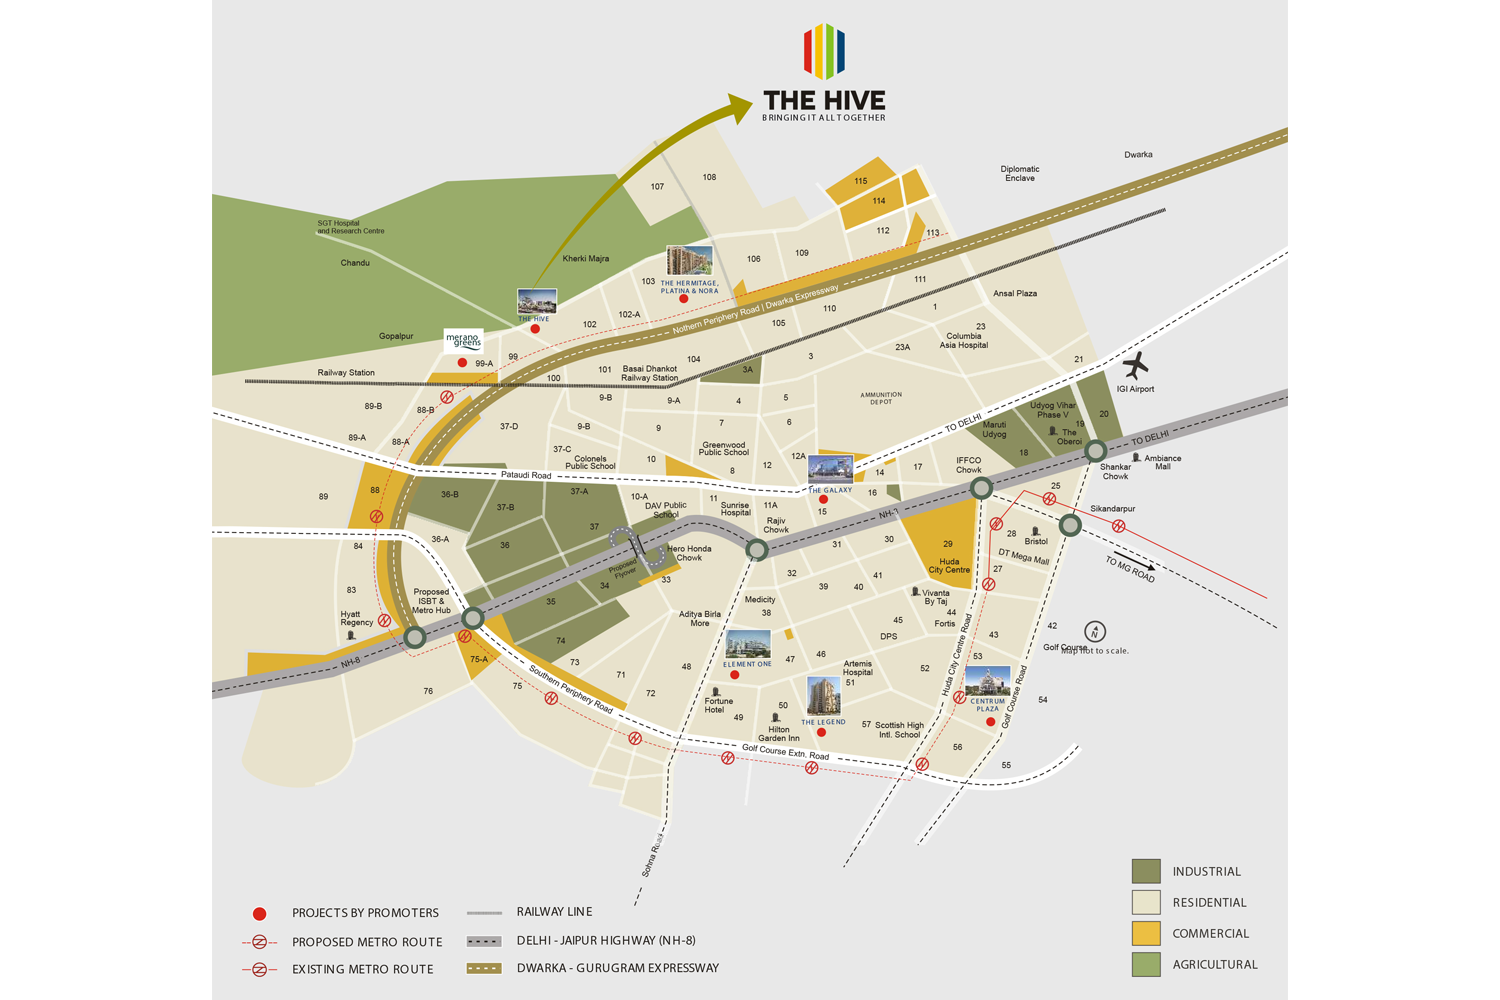 THE HIVE
BRINGING IT ALL TOGETHER
Dwarka
Diplomatic
Enclave
115
107
108
114
SGT Hospital
and Research Centre
112
113
Chandu
Kherki Majra
106
109
103
THE HERMITAGE,
PLATINA & NORA
111
Ansal Plaza
Nothern Periphery Road | Dwarka Expressway
THE HIVE
102
102-A
105
110
1
23
Gopalpur
merano
greens
Columbia
Asia Hospital
23A
99
99-A
104
3
21
Railway Station
100
101
Basai Dhankot
Railway Station
3A
IGI Airport
89-B
88-B
9-B
9-A
4
5
AMMUNITION
DEPOT
Udyog Vihar
Phase V
20
19
37-D
9-B
9
7
6
TO DELHI
Maruti
Udyog
The
Oberoi
TO DELHI
89-A
88-A
37-C
Colonels
Public School
10
Greenwood
Public School
8
12
12A
18
Ambiance
Mall
Pataudi Road
14
17
IFFCO
Chowk
Shankar
Chowk
89
88
36-B
37-A
37-B
10-A
DAV Public
School
11
Sunrise
Hospital
11A
THE GALAXY
16
15
NH-1
25
Sikandarpur
37
Rajiv
Chowk
84
36-A
36
Hero Honda
Chowk
31
30
29
28
Bristol
DT Mega Mall
TO MG ROAD
Proposed
Flyover
33
32
41
Huda
City Centre
27
83
Proposed
ISBT &
Metro Hub
35
34
39
40
Vivanta
By Taj
Medicity
38
Hyatt
Regency
Aditya Birla
More
45
44
Fortis
42
N
74
DPS
43
Golf Course
Map not to scale.
NH-8
75-A
73
ELEMENT ONE
47
46
Artemis
Hospital
51
52
53
Huda City Centre Road
Golf Course Road
76
75
71
72
48
Southern Periphery Road
Fortune
Hotel
49
50
Hilton
Garden Inn
THE LEGEND
57
Scottish High
Intl. School
CENTRUM
PLAZA
54
56
55
Golf Course Extn. Road
Sohna Road
PROJECTS BY PROMOTERS
PROPOSED METRO ROUTE
EXISTING METRO ROUTE
RAILWAY LINE
DELHI - JAIPUR HIGHWAY (NH-8)
DWARKA - GURUGRAM EXPRESSWAY
INDUSTRIAL
RESIDENTIAL
COMMERCIAL
AGRICULTURAL